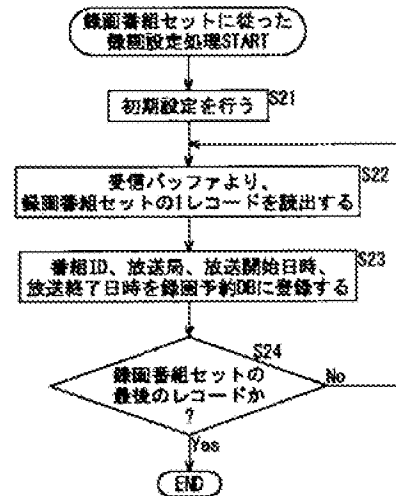 録画番組セットに従った
録画設定処理START
S21
初期設定を行う
S22
受信バッファより、
録画番組セットの1レコードを読出する
S23
番組ID、放送局、放送開始日時、
放送終了日時を録画予約DBに登録する
S24
録画番組セットの
最後のレコードか
?
No
Yes
END